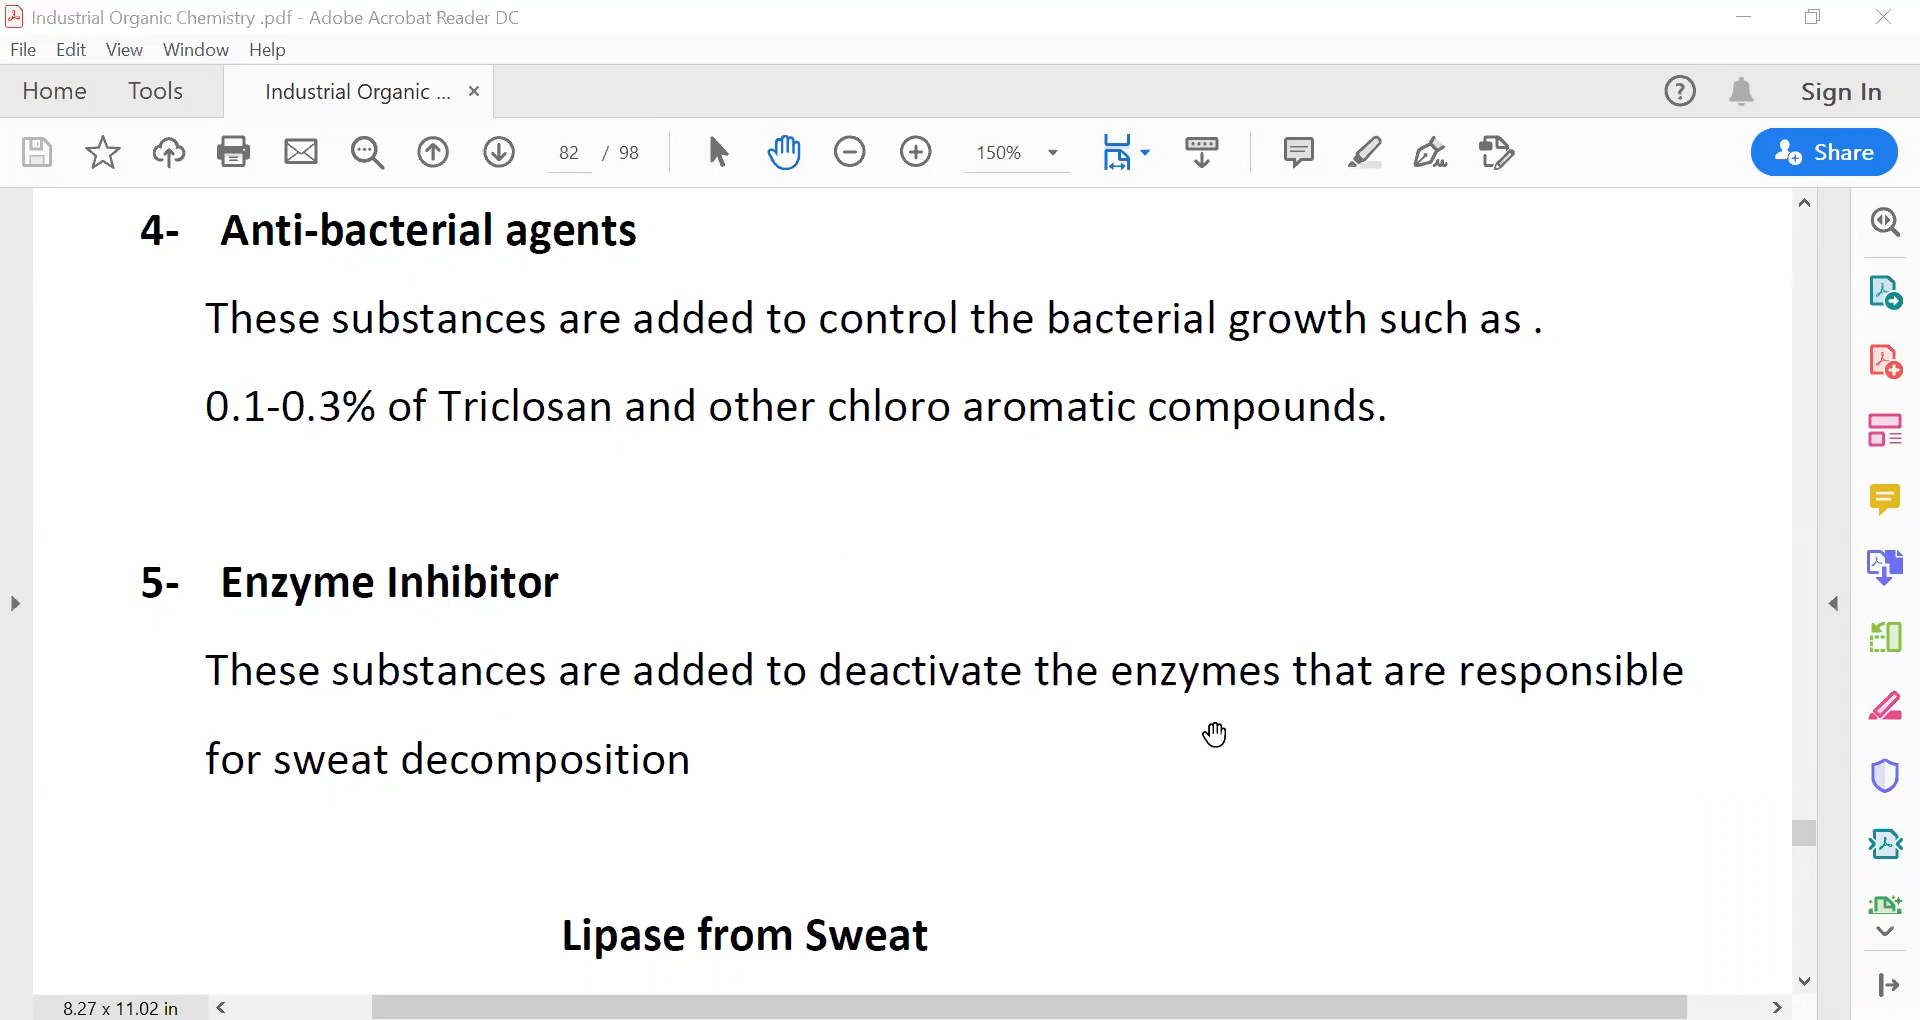 Industrial Organic Chemistry .pdf - Adobe Acrobat Reader DC
File Edit View Window Help
Home Tools Industrial Organic ... × Sign In
82 / 98 150% Share
4- Anti-bacterial agents
These substances are added to control the bacterial growth such as .
0.1-0.3% of Triclosan and other chloro aromatic compounds.
5- Enzyme Inhibitor
These substances are added to deactivate the enzymes that are responsible
for sweat decomposition
Lipase from Sweat
8.27 x 11.02 in